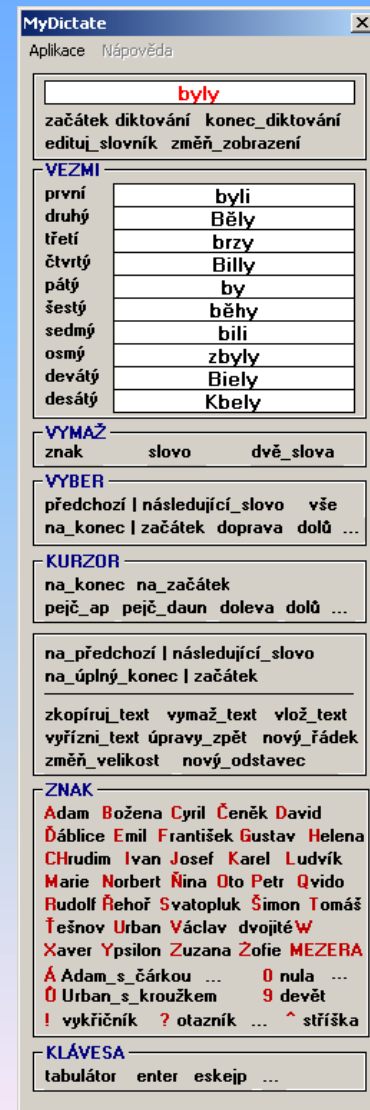 MyDictate
Aplikace Nápověda
byly
začátek diktování konec_diktování
edituj_slovník změň_zobrazení
VEZMI
první byli
druhý Běly
třetí brzy
čtvrtý Billy
pátý by
šestý běhy
sedmý bili
osmý zbyly
devátý Biely
desátý Kbely
VYMAŽ
znak slovo dvě_slova
VYBER
předchozí | následující_slovo vše
na_konec | začátek doprava dolů ...
KURZOR
na_konec na_začátek
pejč_ap pejč_daun doleva dolů ...
na_předchozí | následující_slovo
na_úplný_konec | začátek
zkopíruj_text vymaž_text vlož_text
vyřízni_text úpravy_zpět nový_řádek
změň_velikost nový_odstavec
ZNAK
Adam Božena Cyril Čeněk David
Ďáblice Emil František Gustav Helena
CHrudim Ivan Josef Karel Ludvík
Marie Norbert Ňina Oto Petr Qvido
Rudolf Řehoř Svatopluk Šimon Tomáš
Ťešnov Urban Václav dvojitéW
Xaver Ypsilon Zuzana Žofie MEZERA
Á Adam_s_čárkou ... 0 nula ...
Ů Urban_s_kroužkem 9 devět
! vykřičník ? otazník ... ^ stříška
KLÁVESA
tabulátor enter eskejp ...